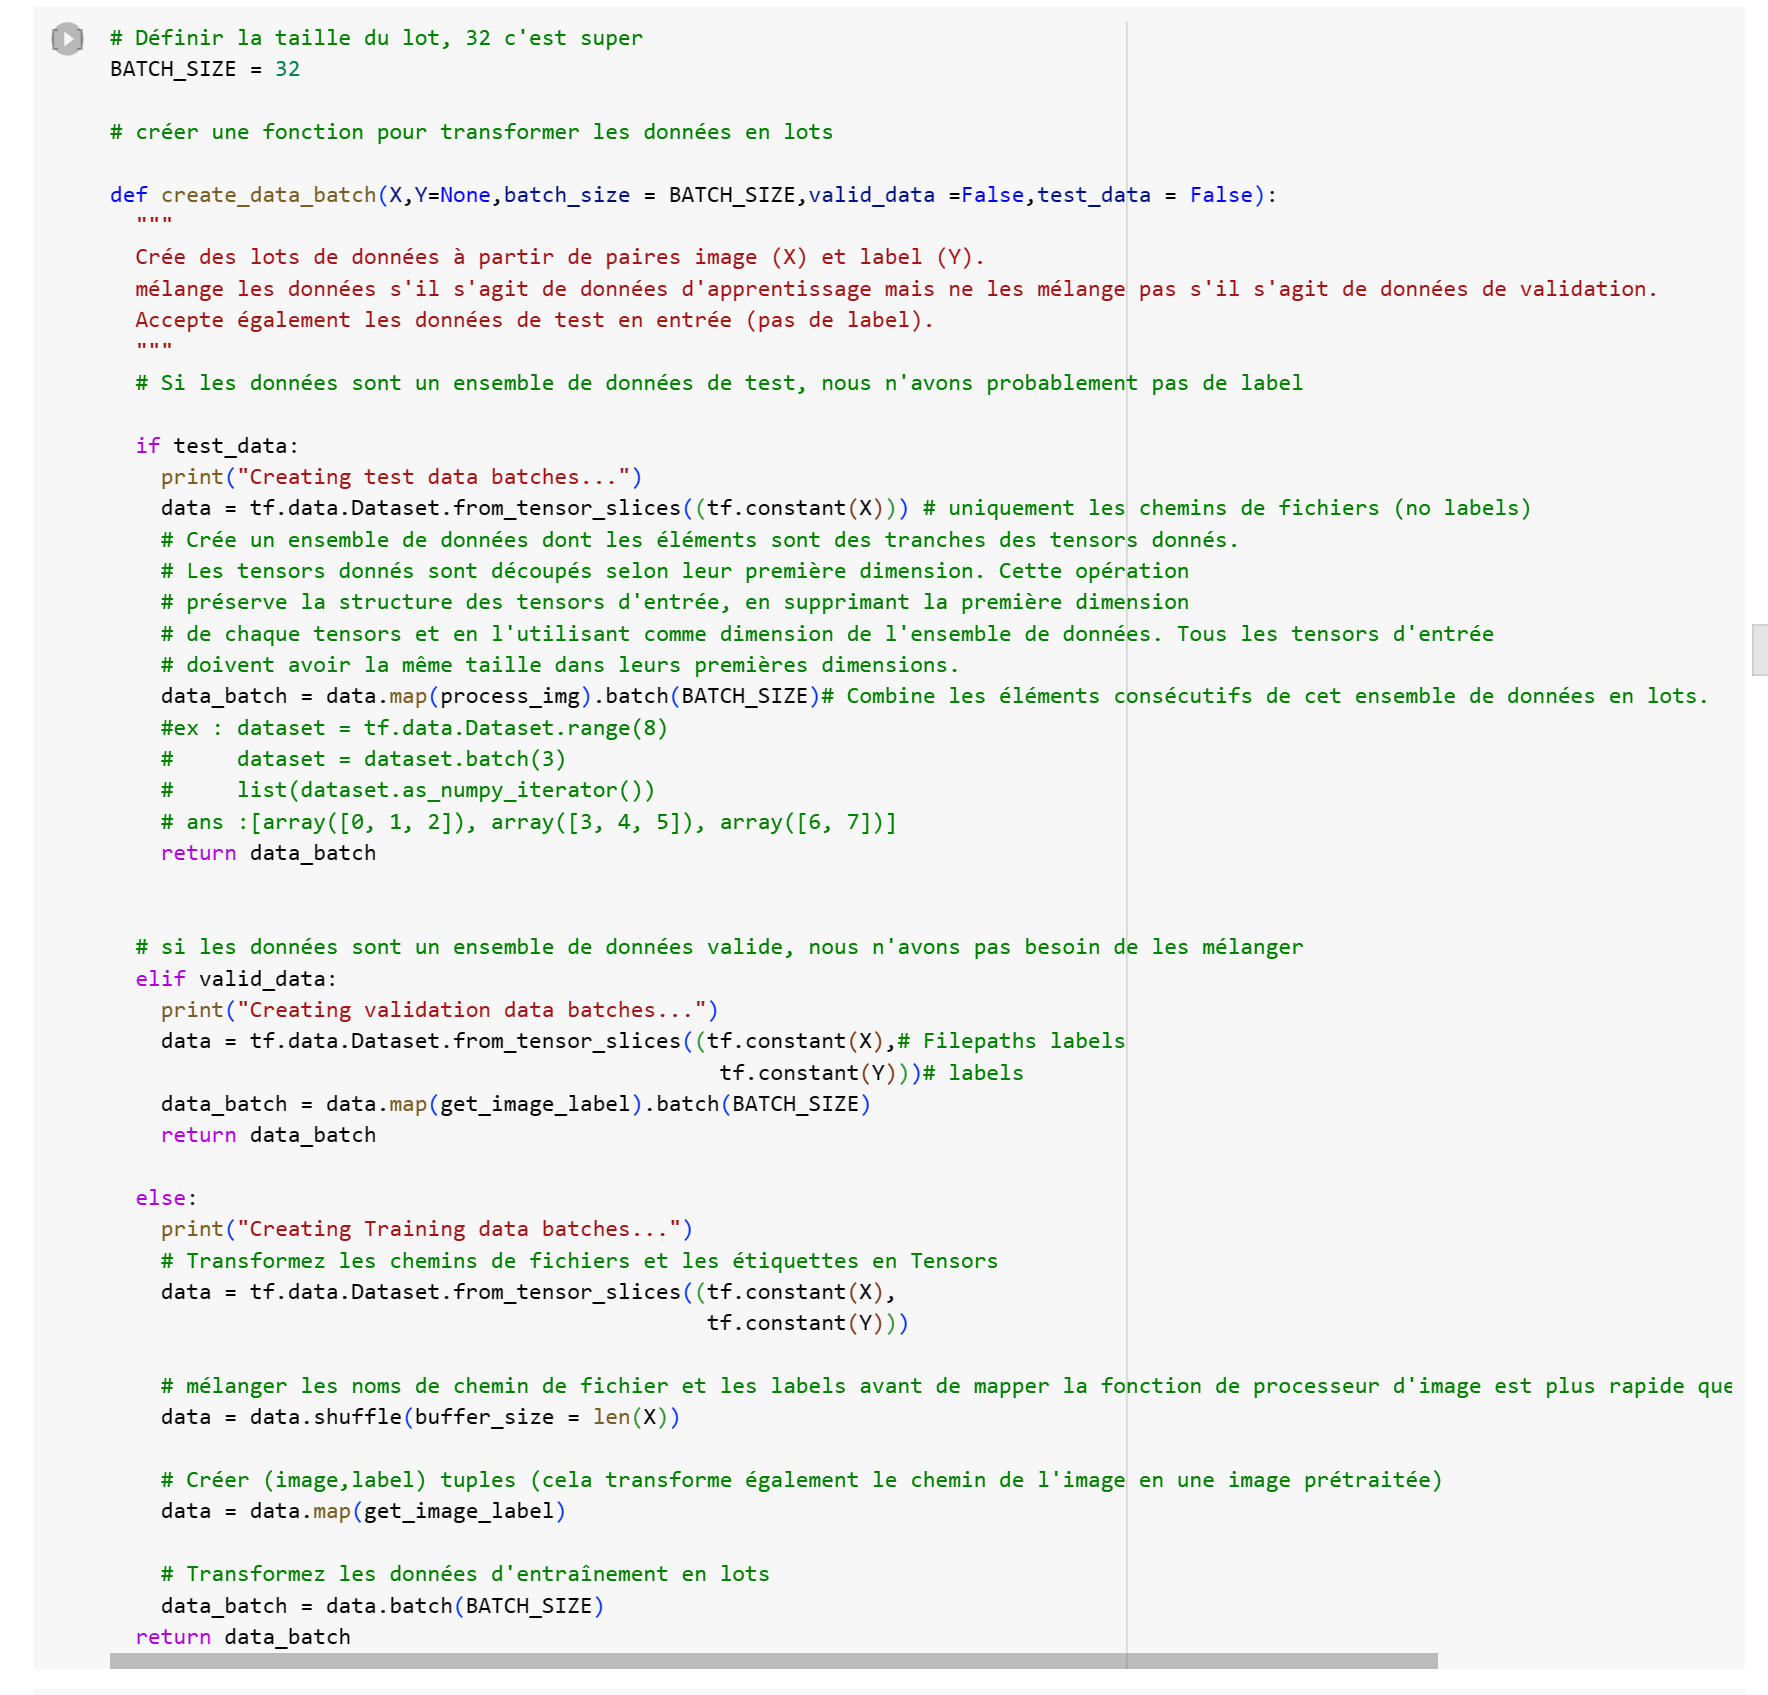 # Définir la taille du lot, 32 c'est super
BATCH_SIZE = 32
# créer une fonction pour transformer les données en lots
def create_data_batch(X,Y=None,batch_size = BATCH_SIZE,valid_data =False,test_data = False):
"""
Crée des lots de données à partir de paires image (X) et label (Y).
mélange les données s'il s'agit de données d'apprentissage mais ne les mélange pas s'il s'agit de données de validation.
Accepte également les données de test en entrée (pas de label).
"""
# Si les données sont un ensemble de données de test, nous n'avons probablement pas de label
if test_data:
print("Creating test data batches...")
data = tf.data.Dataset.from_tensor_slices((tf.constant(X))) # uniquement les chemins de fichiers (no labels)
# Crée un ensemble de données dont les éléments sont des tranches des tensors donnés.
# Les tensors donnés sont découpés selon leur première dimension. Cette opération
# préserve la structure des tensors d'entrée, en supprimant la première dimension
# de chaque tensors et en l'utilisant comme dimension de l'ensemble de données. Tous les tensors d'entrée
# doivent avoir la même taille dans leurs premières dimensions.
data_batch = data.map(process_img).batch(BATCH_SIZE)# Combine les éléments consécutifs de cet ensemble de données en lots.
#ex : dataset = tf.data.Dataset.range(8)
#     dataset = dataset.batch(3)
#     list(dataset.as_numpy_iterator())
# ans :[array([0, 1, 2]), array([3, 4, 5]), array([6, 7])]
return data_batch
# si les données sont un ensemble de données valide, nous n'avons pas besoin de les mélanger
elif valid_data:
print("Creating validation data batches...")
data = tf.data.Dataset.from_tensor_slices((tf.constant(X),# Filepaths labels
tf.constant(Y)))# labels
data_batch = data.map(get_image_label).batch(BATCH_SIZE)
return data_batch
else:
print("Creating Training data batches...")
# Transformez les chemins de fichiers et les étiquettes en Tensors
data = tf.data.Dataset.from_tensor_slices((tf.constant(X),
tf.constant(Y)))
# mélanger les noms de chemin de fichier et les labels avant de mapper la fonction de processeur d'image est plus rapide que
data = data.shuffle(buffer_size = len(X))
# Créer (image,label) tuples (cela transforme également le chemin de l'image en une image prétraitée)
data = data.map(get_image_label)
# Transformez les données d'entraînement en lots
data_batch = data.batch(BATCH_SIZE)
return data_batch